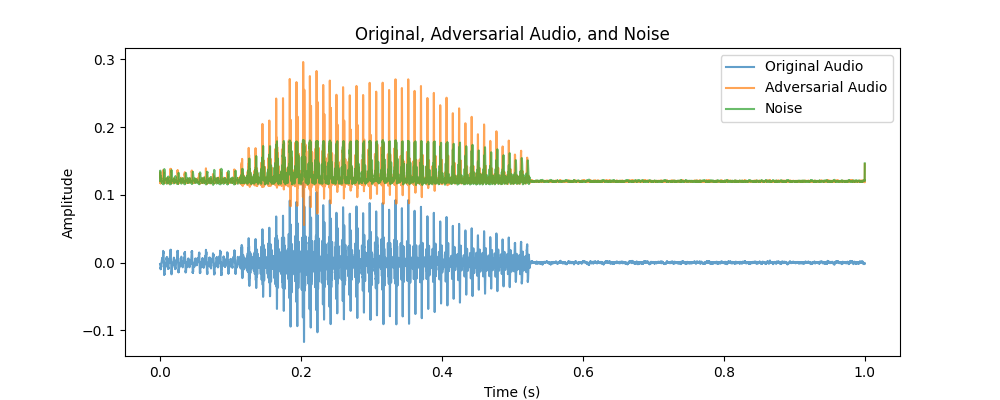 Original, Adversarial Audio, and Noise
Original Audio
Adversarial Audio
Noise
0.3
0.2
0.1
0.0
−0.1
Amplitude
0.0
0.2
0.4
0.6
0.8
1.0
Time (s)